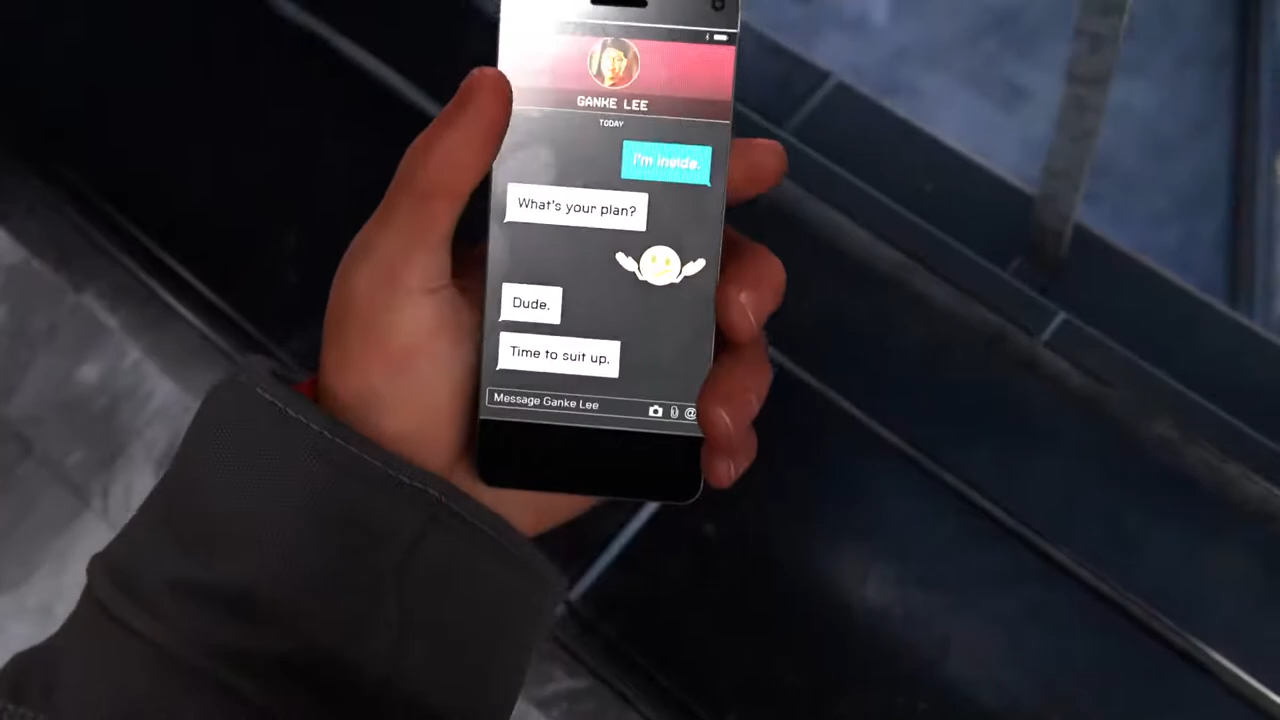 GANKE LEE
TODAY
I'm inside.
What's your plan?
Dude.
Time to suit up.
Message Ganke Lee @